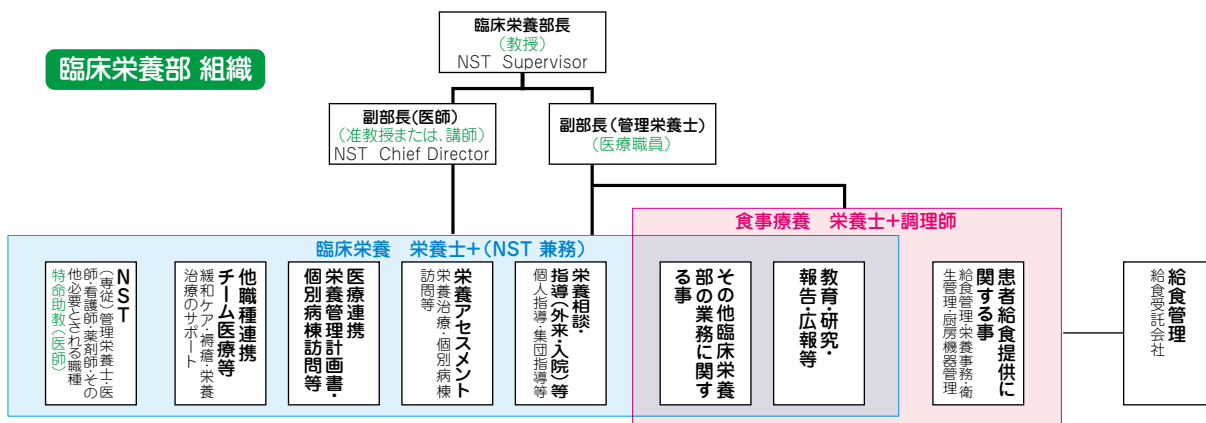 臨床栄養部 組織
臨床栄養部長
（教授）
NST Supervisor
副部長（医師）
（准教授または、講師）
NST Chief Director
副部長（管理栄養士）
（医療職員）
食事療養　栄養士＋調理師
臨床栄養　栄養士＋（NST 兼務）
NST
（専従）管理栄養士・医
師・看護師・薬剤師・その
他必要とされる職種
特命助教（医師）
他職種連携
チーム医療等
緩和ケア・褥瘡・栄養
治療のサポート
医療連携
栄養管理計画書・
個別病棟訪問等
栄養アセスメント
栄養治療・個別病棟
訪問等
栄養相談・
指導（外来・入院）等
個人指導・集団指導等
その他臨床栄養
部の業務に関す
る事
教育・研究・
報告・広報等
患者給食提供に
関する事
給食管理・栄養事務・衛
生管理・厨房機器管理
給食管理
給食受託会社